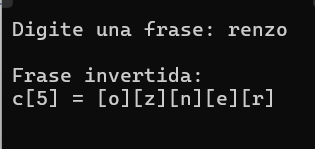 Digite una frase: renzo
Frase invertida:
c[5] = [o][z][n][e][r]